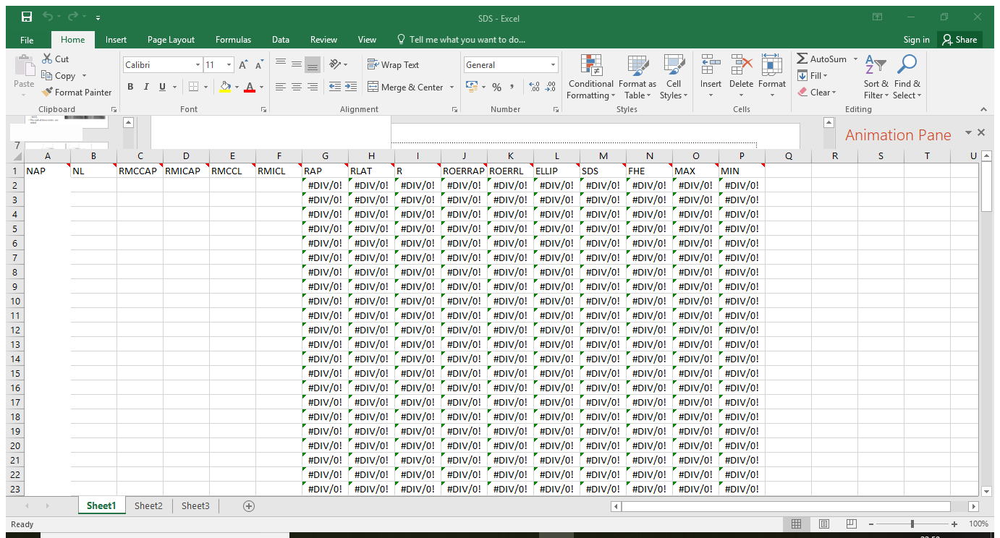 SDS - Excel
File Home Insert Page Layout Formulas Data Review View Tell me what you want to do... Sign in Share
Paste Cut Copy Format Painter
Calibri 11 A A B I U A
Wrap Text Merge & Center
General % ,
Conditional Formatting Format as Table Cell Styles
Insert Delete Format
AutoSum Fill Clear Sort & Filter Find & Select
Clipboard Font Alignment Number Styles Cells Editing
7 Animation Pane
A B C D E F G H I J K L M N O P Q R S T U
1 NAP NL RMCCAP RMICAP RMCCL RMICL RAP RLAT R ROERRAP ROERRL ELLIP SDS FHE MAX MIN
2 #DIV/0! #DIV/0! #DIV/0! #DIV/0! #DIV/0! #DIV/0! #DIV/0! #DIV/0! #DIV/0! #DIV/0!
3 #DIV/0! #DIV/0! #DIV/0! #DIV/0! #DIV/0! #DIV/0! #DIV/0! #DIV/0! #DIV/0! #DIV/0!
4 #DIV/0! #DIV/0! #DIV/0! #DIV/0! #DIV/0! #DIV/0! #DIV/0! #DIV/0! #DIV/0! #DIV/0!
5 #DIV/0! #DIV/0! #DIV/0! #DIV/0! #DIV/0! #DIV/0! #DIV/0! #DIV/0! #DIV/0! #DIV/0!
6 #DIV/0! #DIV/0! #DIV/0! #DIV/0! #DIV/0! #DIV/0! #DIV/0! #DIV/0! #DIV/0! #DIV/0!
7 #DIV/0! #DIV/0! #DIV/0! #DIV/0! #DIV/0! #DIV/0! #DIV/0! #DIV/0! #DIV/0! #DIV/0!
8 #DIV/0! #DIV/0! #DIV/0! #DIV/0! #DIV/0! #DIV/0! #DIV/0! #DIV/0! #DIV/0! #DIV/0!
9 #DIV/0! #DIV/0! #DIV/0! #DIV/0! #DIV/0! #DIV/0! #DIV/0! #DIV/0! #DIV/0! #DIV/0!
10 #DIV/0! #DIV/0! #DIV/0! #DIV/0! #DIV/0! #DIV/0! #DIV/0! #DIV/0! #DIV/0! #DIV/0!
11 #DIV/0! #DIV/0! #DIV/0! #DIV/0! #DIV/0! #DIV/0! #DIV/0! #DIV/0! #DIV/0! #DIV/0!
12 #DIV/0! #DIV/0! #DIV/0! #DIV/0! #DIV/0! #DIV/0! #DIV/0! #DIV/0! #DIV/0! #DIV/0!
13 #DIV/0! #DIV/0! #DIV/0! #DIV/0! #DIV/0! #DIV/0! #DIV/0! #DIV/0! #DIV/0! #DIV/0!
14 #DIV/0! #DIV/0! #DIV/0! #DIV/0! #DIV/0! #DIV/0! #DIV/0! #DIV/0! #DIV/0! #DIV/0!
15 #DIV/0! #DIV/0! #DIV/0! #DIV/0! #DIV/0! #DIV/0! #DIV/0! #DIV/0! #DIV/0! #DIV/0!
16 #DIV/0! #DIV/0! #DIV/0! #DIV/0! #DIV/0! #DIV/0! #DIV/0! #DIV/0! #DIV/0! #DIV/0!
17 #DIV/0! #DIV/0! #DIV/0! #DIV/0! #DIV/0! #DIV/0! #DIV/0! #DIV/0! #DIV/0! #DIV/0!
18 #DIV/0! #DIV/0! #DIV/0! #DIV/0! #DIV/0! #DIV/0! #DIV/0! #DIV/0! #DIV/0! #DIV/0!
19 #DIV/0! #DIV/0! #DIV/0! #DIV/0! #DIV/0! #DIV/0! #DIV/0! #DIV/0! #DIV/0! #DIV/0!
20 #DIV/0! #DIV/0! #DIV/0! #DIV/0! #DIV/0! #DIV/0! #DIV/0! #DIV/0! #DIV/0! #DIV/0!
21 #DIV/0! #DIV/0! #DIV/0! #DIV/0! #DIV/0! #DIV/0! #DIV/0! #DIV/0! #DIV/0! #DIV/0!
22 #DIV/0! #DIV/0! #DIV/0! #DIV/0! #DIV/0! #DIV/0! #DIV/0! #DIV/0! #DIV/0! #DIV/0!
23 #DIV/0! #DIV/0! #DIV/0! #DIV/0! #DIV/0! #DIV/0! #DIV/0! #DIV/0! #DIV/0! #DIV/0!
Sheet1 Sheet2 Sheet3
Ready 100%